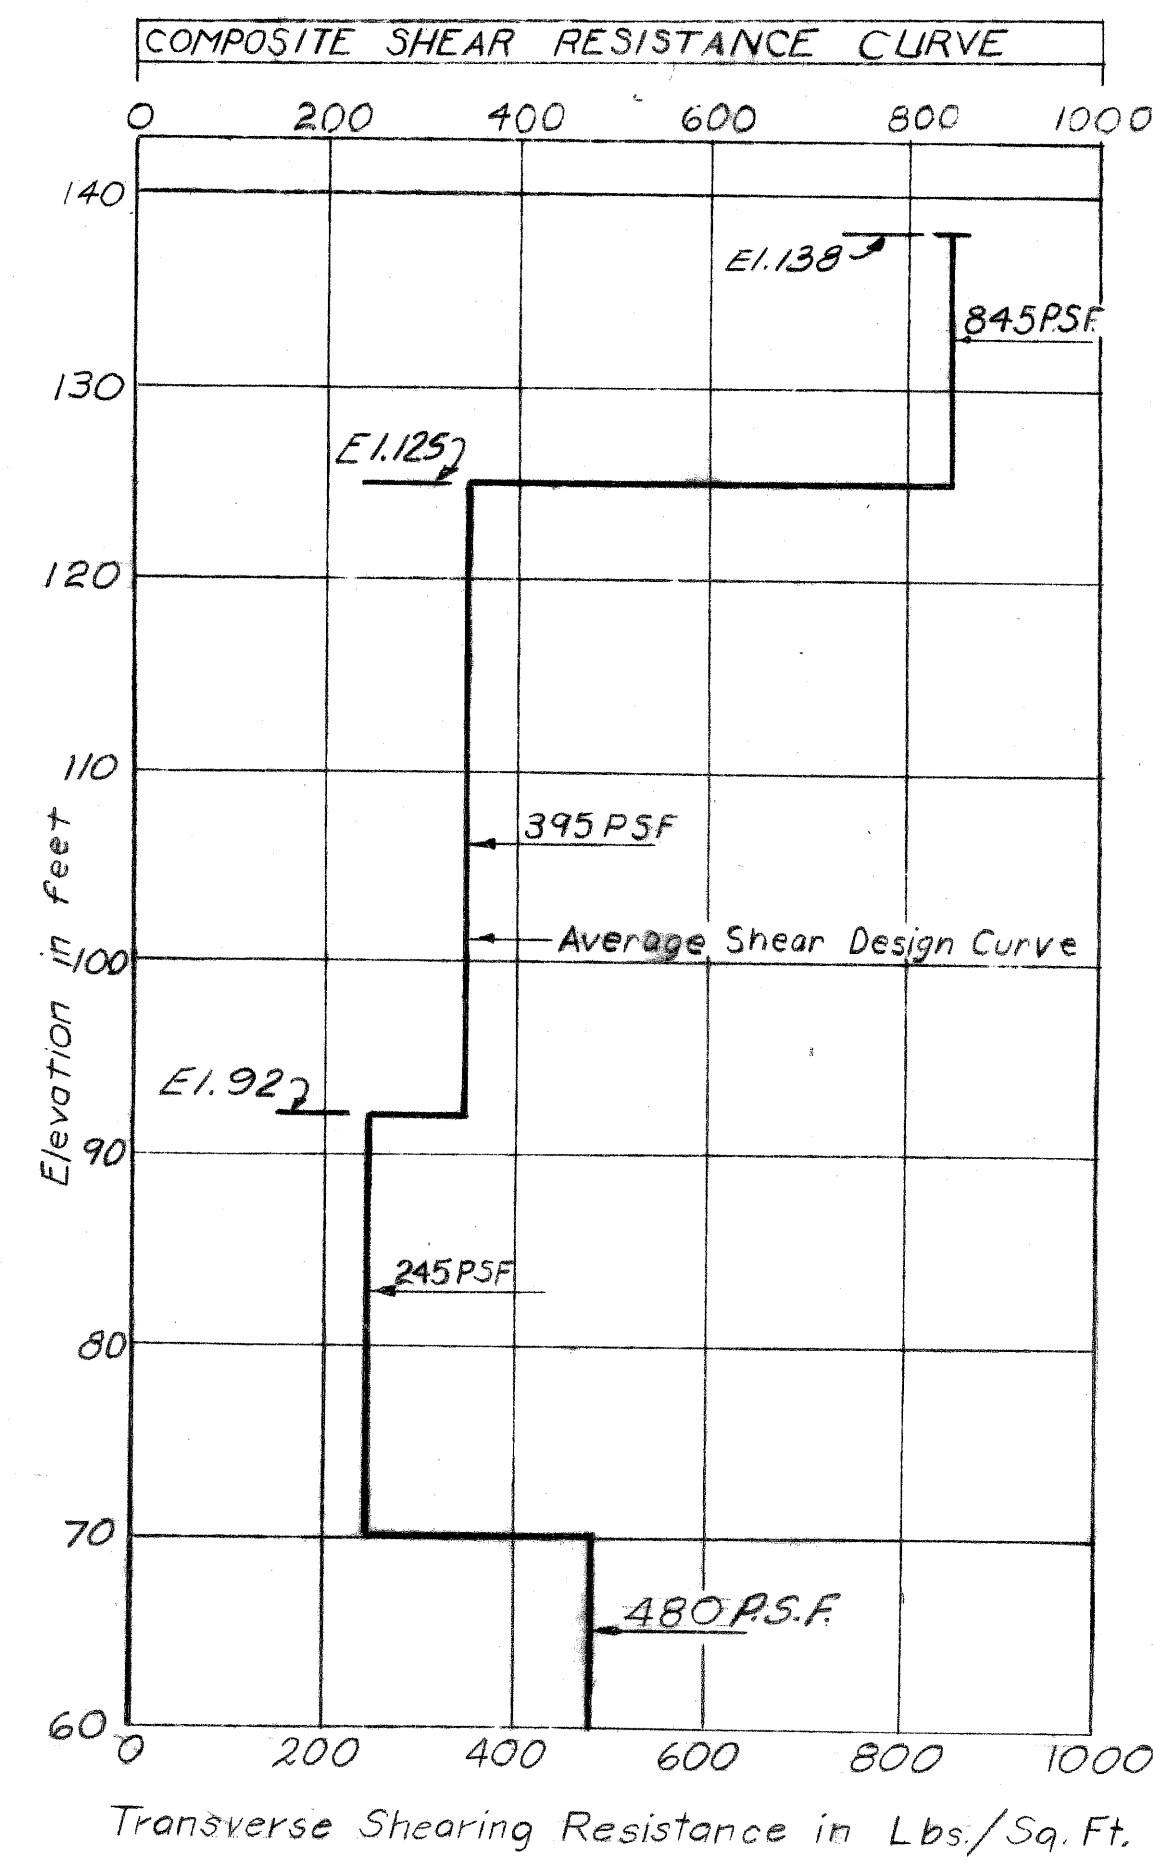 COMPOSITE SHEAR RESISTANCE CURVE
0 200 400 600 800 1000
140
El.138
845 P.S.F.
130
El.125
120
110
395 PSF
Average Shear Design Curve
100
El.92
90
245 PSF
80
70
480 P.S.F.
60
0 200 400 600 800 1000
Elevation in feet
Transverse Shearing Resistance in Lbs./Sq. Ft.